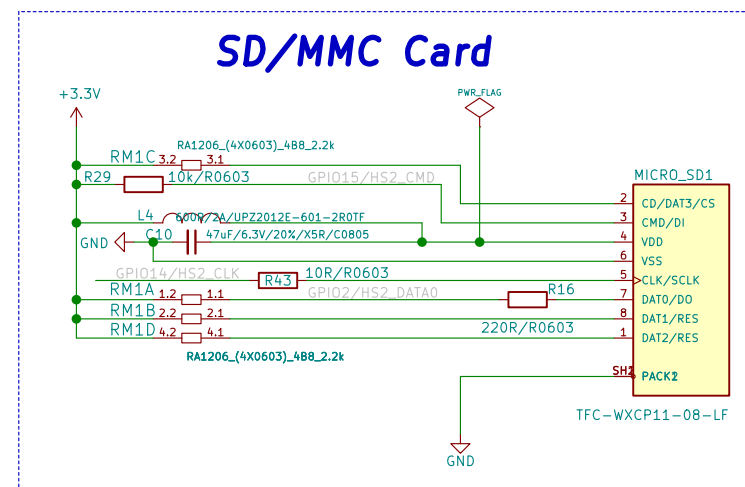 SD/MMC Card
+3.3V
PWR_FLAG
RA1206_(4X0603)_4B8_2.2k
RM1C 3.2 3.1
R29 10k/R0603 GPIO15/HS2_CMD
MICRO_SD1
2 CD/DAT3/CS
3 CMD/DI
L4 600R/2A/UPZ2012E-601-2R0TF
C10 47uF/6.3V/20%/X5R/C0805
GND
4 VDD
6 VSS
GPIO14/HS2_CLK R43 10R/R0603
5 CLK/SCLK
RM1A 1.2 1.1 GPIO2/HS2_DATA0 R16
7 DAT0/DO
RM1B 2.2 2.1
8 DAT1/RES
220R/R0603
RM1D 4.2 4.1
1 DAT2/RES
RA1206_(4X0603)_4B8_2.2k
TFC-WXCP11-08-LF
GND